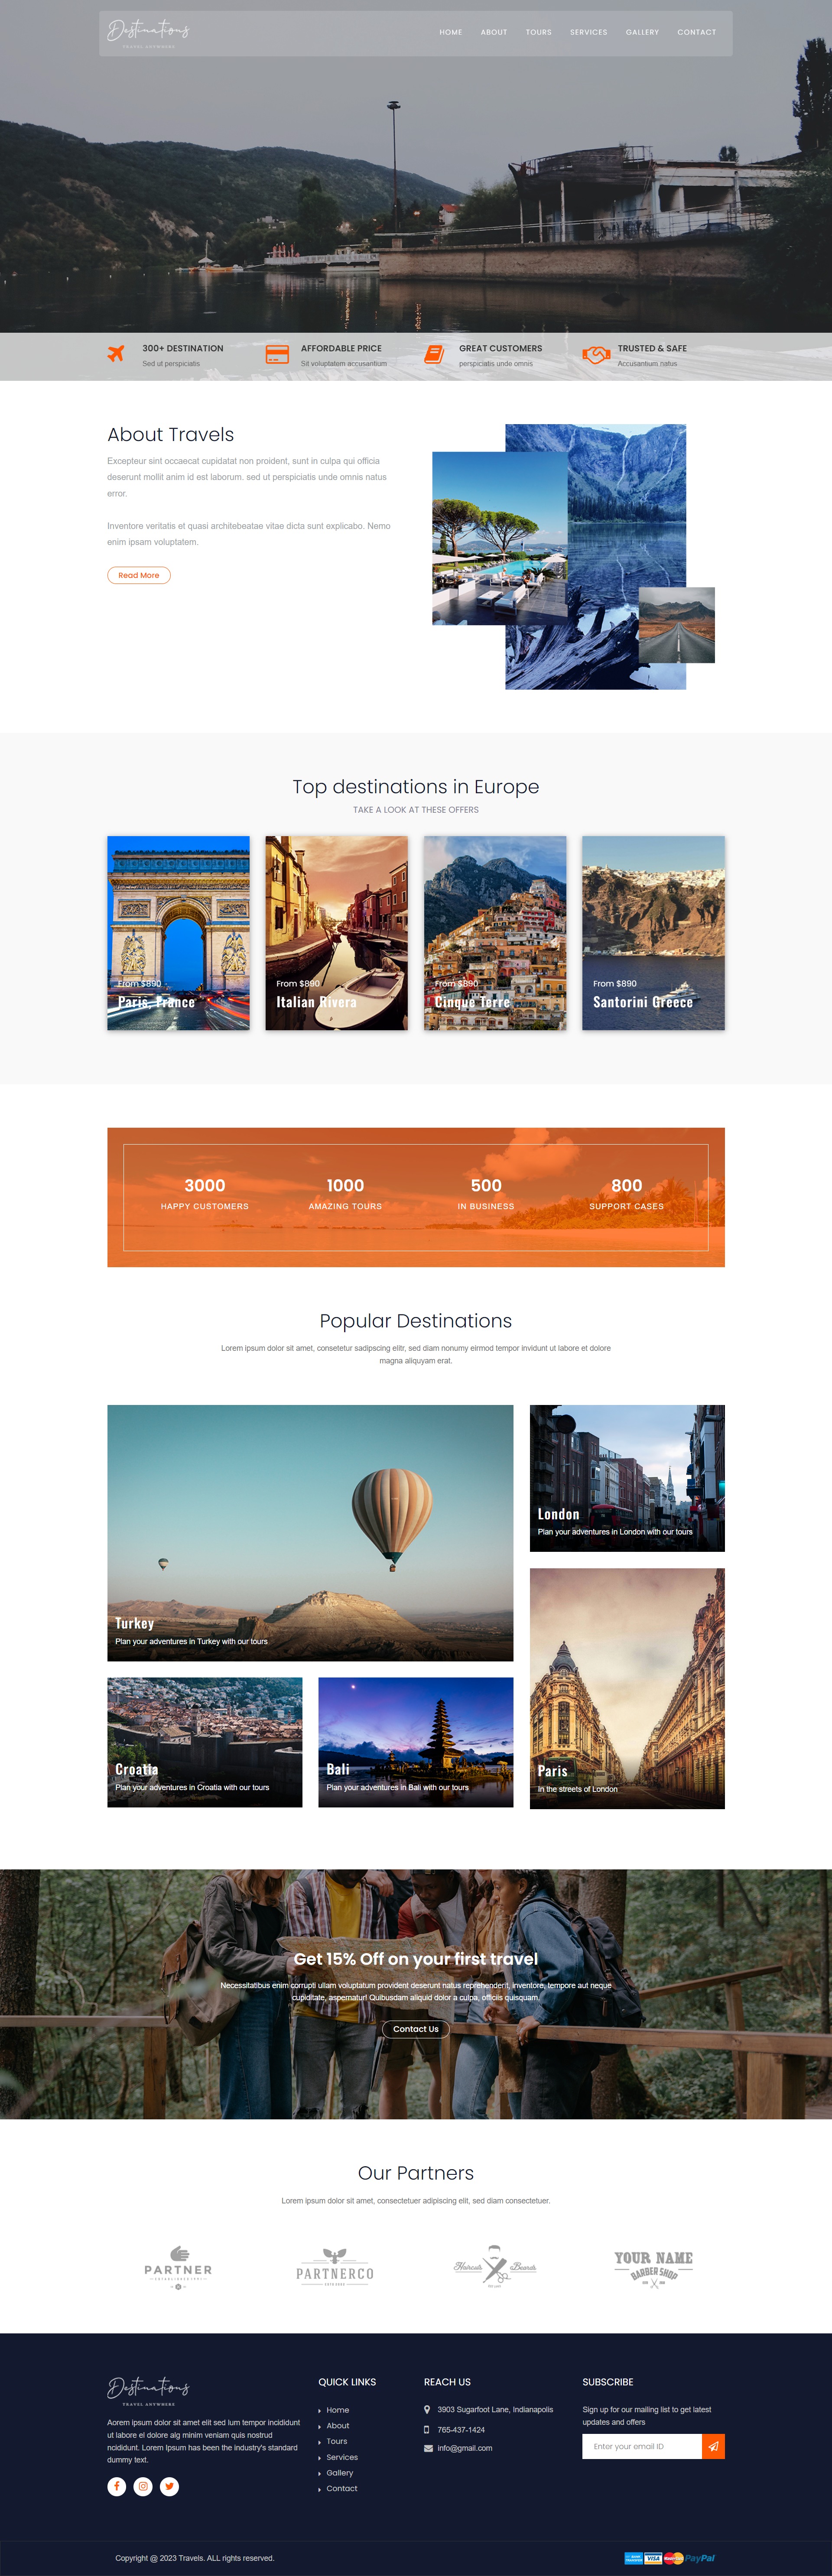 Destinations
TRAVEL ANYWHERE
HOME ABOUT TOURS SERVICES GALLERY CONTACT
300+ DESTINATION
Sed ut perspiciatis
AFFORDABLE PRICE
Sit voluptatem accusantium
GREAT CUSTOMERS
perspiciatis unde omnis
TRUSTED & SAFE
Accusantium natus
About Travels
Excepteur sint occaecat cupidatat non proident, sunt in culpa qui officia
deserunt mollit anim id est laborum. sed ut perspiciatis unde omnis natus
error.
Inventore veritatis et quasi architebeatae vitae dicta sunt explicabo. Nemo
enim ipsam voluptatem.
Read More
Top destinations in Europe
TAKE A LOOK AT THESE OFFERS
From $890
Paris, France
From $890
Italian Rivera
From $890
Cinque Terre
From $890
Santorini Greece
3000
HAPPY CUSTOMERS
1000
AMAZING TOURS
500
IN BUSINESS
800
SUPPORT CASES
Popular Destinations
Lorem ipsum dolor sit amet, consetetur sadipscing elitr, sed diam nonumy eirmod tempor invidunt ut labore et dolore
magna aliquyam erat.
Turkey
Plan your adventures in Turkey with our tours
London
Plan your adventures in London with our tours
Croatia
Plan your adventures in Croatia with our tours
Bali
Plan your adventures in Bali with our tours
Paris
In the streets of London
Get 15% Off on your first travel
Necessitatibus enim corrupti ullam voluptatum provident deserunt natus reprehenderit, inventore, tempore aut neque
cupiditate, aspernatur! Quibusdam aliquid dolor a culpa, officiis quisquam.
Contact Us
Our Partners
Lorem ipsum dolor sit amet, consectetuer adipiscing elit, sed diam consectetuer.
PARTNER
PARTNERCO
Haircuts Beards
YOUR NAME
BARBER SHOP
Destinations
TRAVEL ANYWHERE
Aorem ipsum dolor sit amet elit sed lum tempor incididunt
ut labore el dolore alg minim veniam quis nostrud
ncididunt. Lorem Ipsum has been the industry's standard
dummy text.
QUICK LINKS
Home
About
Tours
Services
Gallery
Contact
REACH US
3903 Sugarfoot Lane, Indianapolis
765-437-1424
info@gmail.com
SUBSCRIBE
Sign up for our mailing list to get latest
updates and offers
Enter your email ID
Copyright @ 2023 Travels. ALL rights reserved.
VISA
PayPal